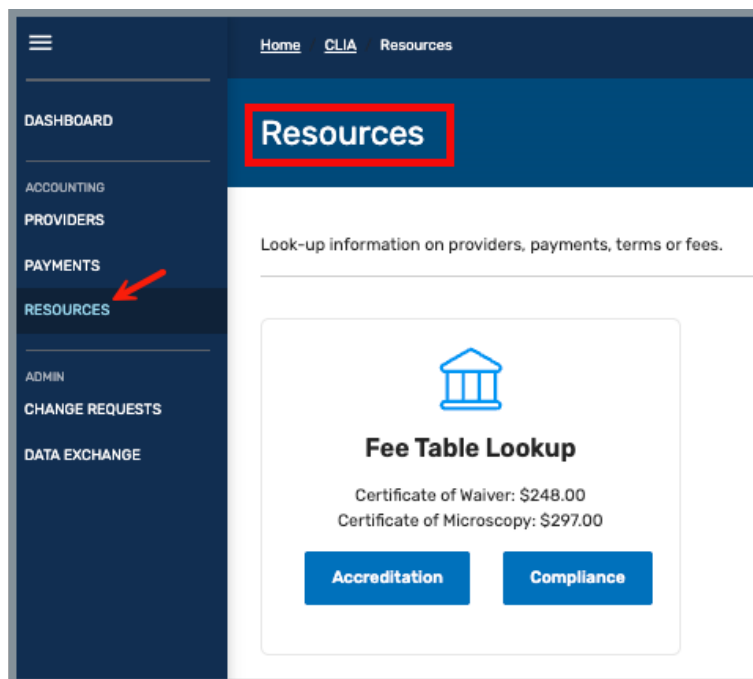 Home CLIA Resources
DASHBOARD
ACCOUNTING
PROVIDERS
PAYMENTS
RESOURCES
ADMIN
CHANGE REQUESTS
DATA EXCHANGE
Resources
Look-up information on providers, payments, terms or fees.
Fee Table Lookup
Certificate of Waiver: $248.00
Certificate of Microscopy: $297.00
Accreditation Compliance